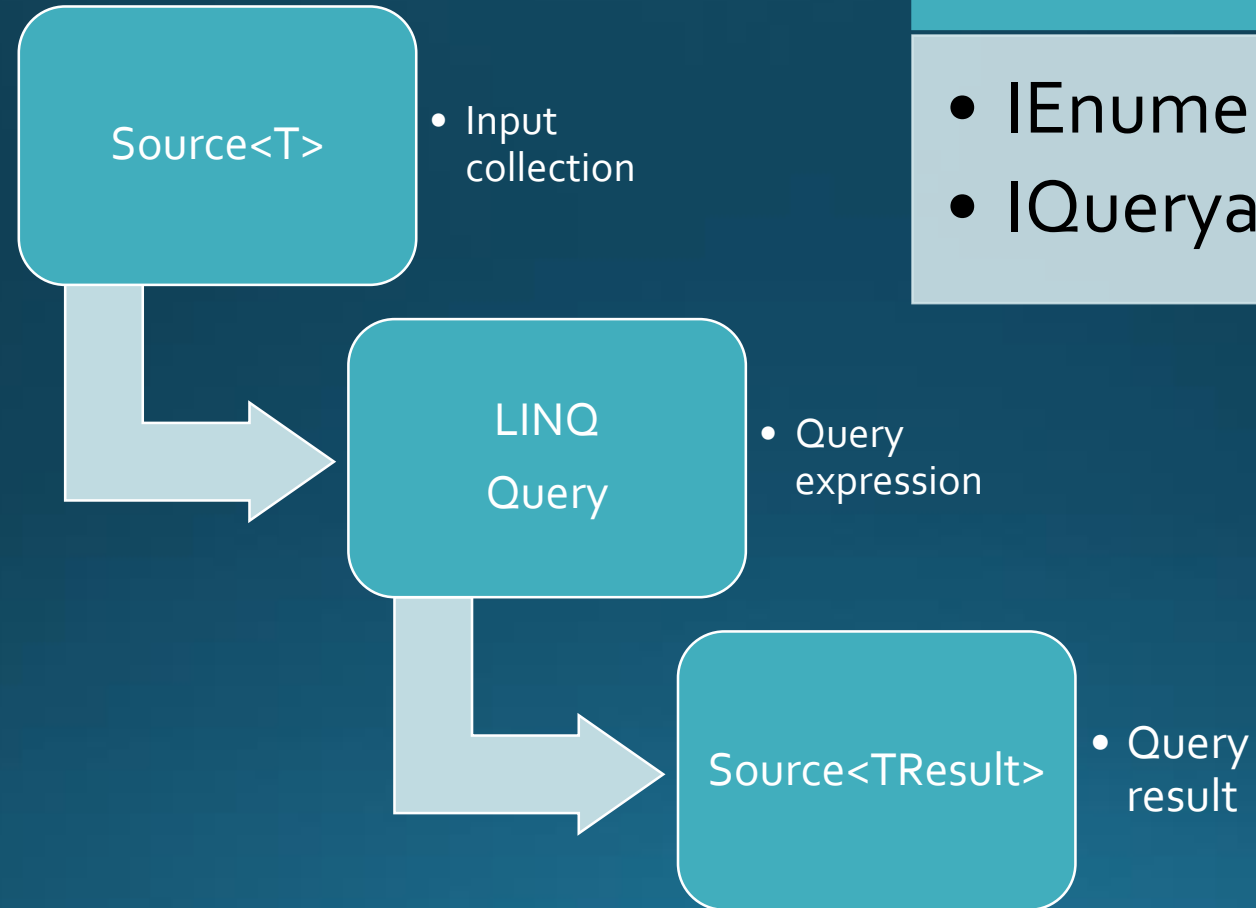 Source<T>
• Input
collection
• IEnume
• IQuerya
LINQ
Query
• Query
expression
Source<TResult>
• Query
result